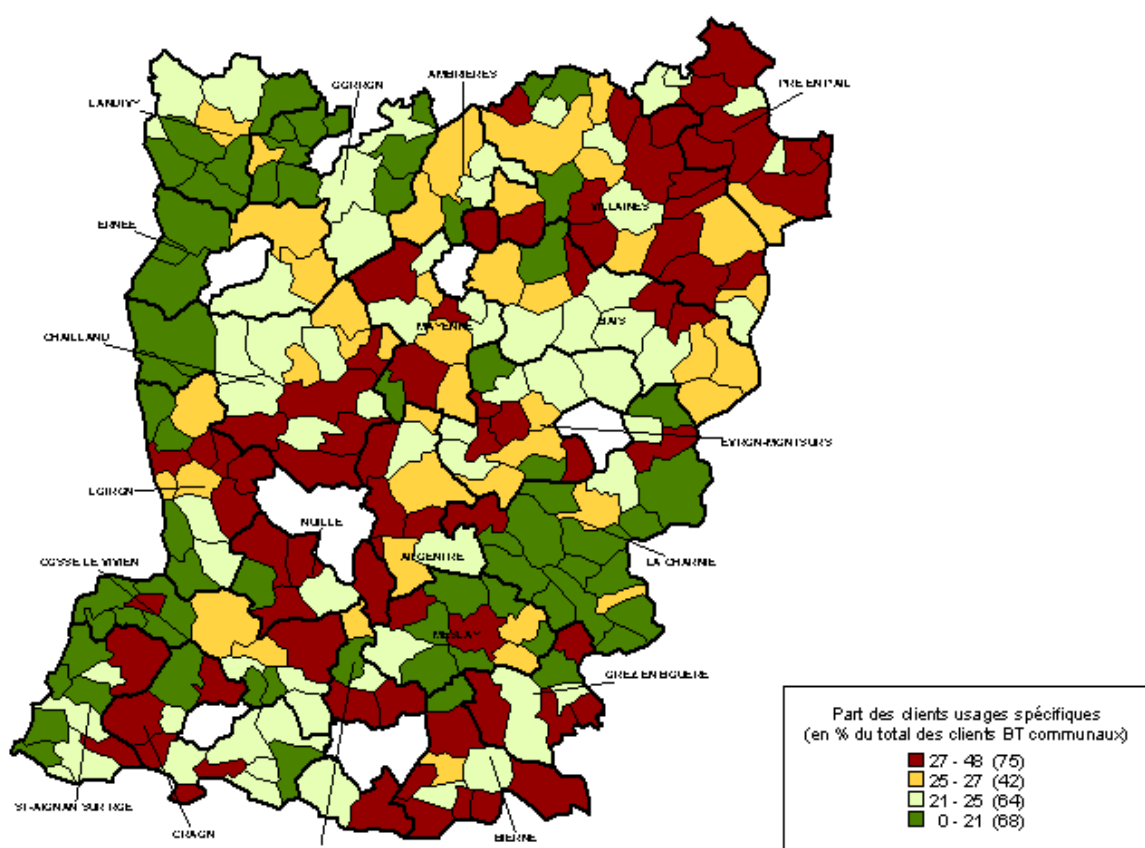 AMBRIERES
GORRON
PRE EN PAIL
LANDIVY
VILLAINES
ERNEE
MAYENNE
BAIS
CHAILLAND
EVRON-MONTSURS
LOIRON
NUILLE
ARGENTRE
LA CHARNIE
COSSE LE VIVIEN
MESLAY
GREZ EN BOUERE
ST-AIGNAN SUR ROE
CRAON
BIERNE
Part des clients usages spécifiques
(en % du total des clients BT communaux)
27 - 48 (75)
25 - 27 (42)
21 - 25 (64)
0 - 21 (68)